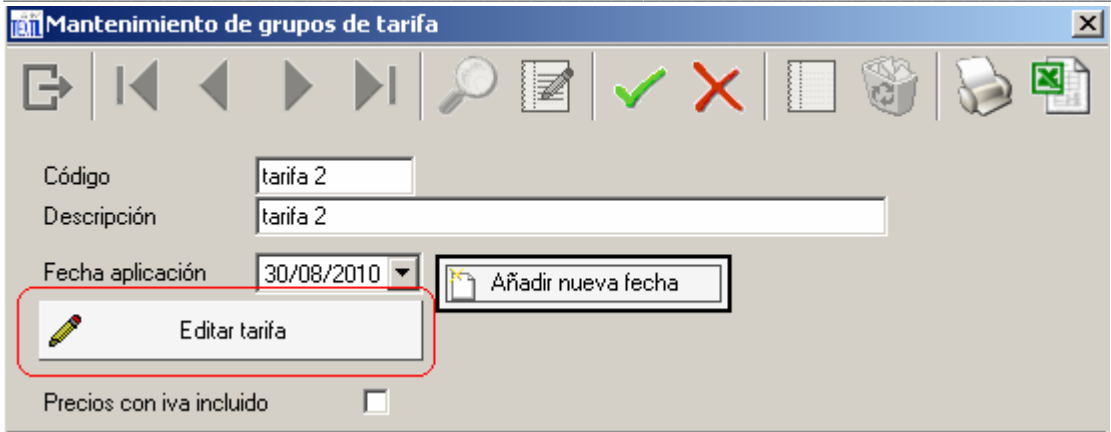 Mantenimiento de grupos de tarifa
Código tarifa 2
Descripción tarifa 2
Fecha aplicación 30/08/2010 Añadir nueva fecha
Editar tarifa
Precios con iva incluido